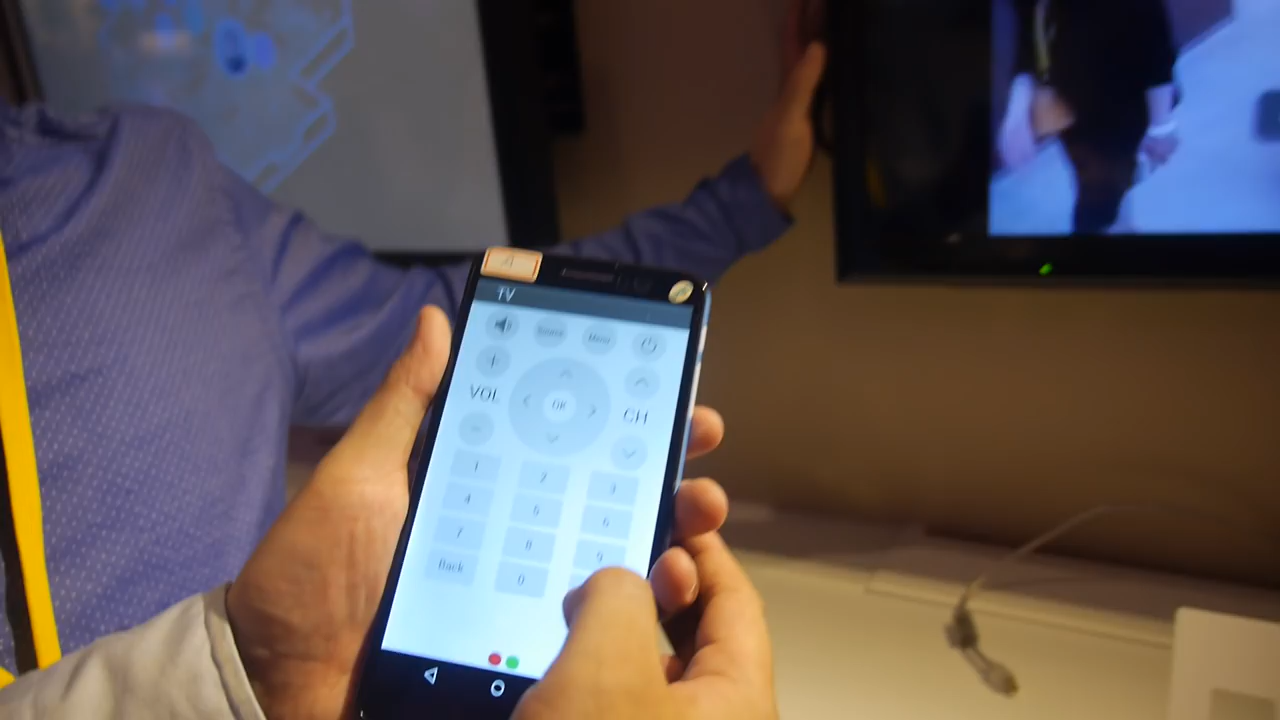 TV
Source Menu
+
VOL OK CH
-
1 2 3
4 5 6
7 8 9
Back 0